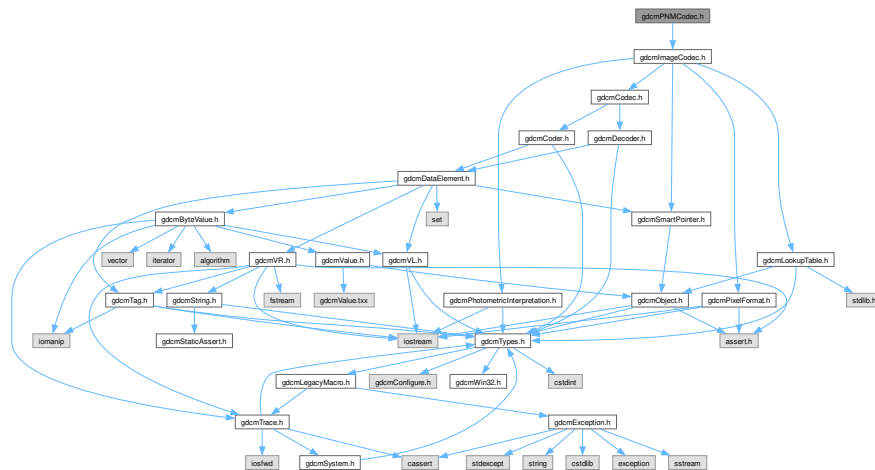 gdcmPNMCodec.h
gdcmImageCodec.h
gdcmCodec.h
gdcmCoder.h
gdcmDecoder.h
gdcmDataElement.h
gdcmByteValue.h
set
gdcmSmartPointer.h
vector
iterator
algorithm
gdcmVR.h
gdcmValue.h
gdcmVL.h
gdcmLookupTable.h
gdcmTag.h
gdcmString.h
fstream
gdcmValue.txx
gdcmPhotometricInterpretation.h
gdcmObject.h
gdcmPixelFormat.h
stdlib.h
iomanip
gdcmStaticAssert.h
iostream
gdcmTypes.h
assert.h
gdcmLegacyMacro.h
gdcmConfigure.h
gdcmWin32.h
cstdint
gdcmTrace.h
gdcmException.h
iosfwd
gdcmSystem.h
cassert
stdexcept
string
cstdlib
exception
sstream